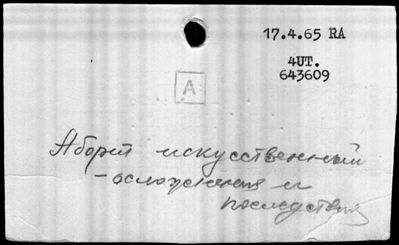 17.4.65 RA
4UT.
643609
A
Аборт искусственный
- осложнения и
последствия